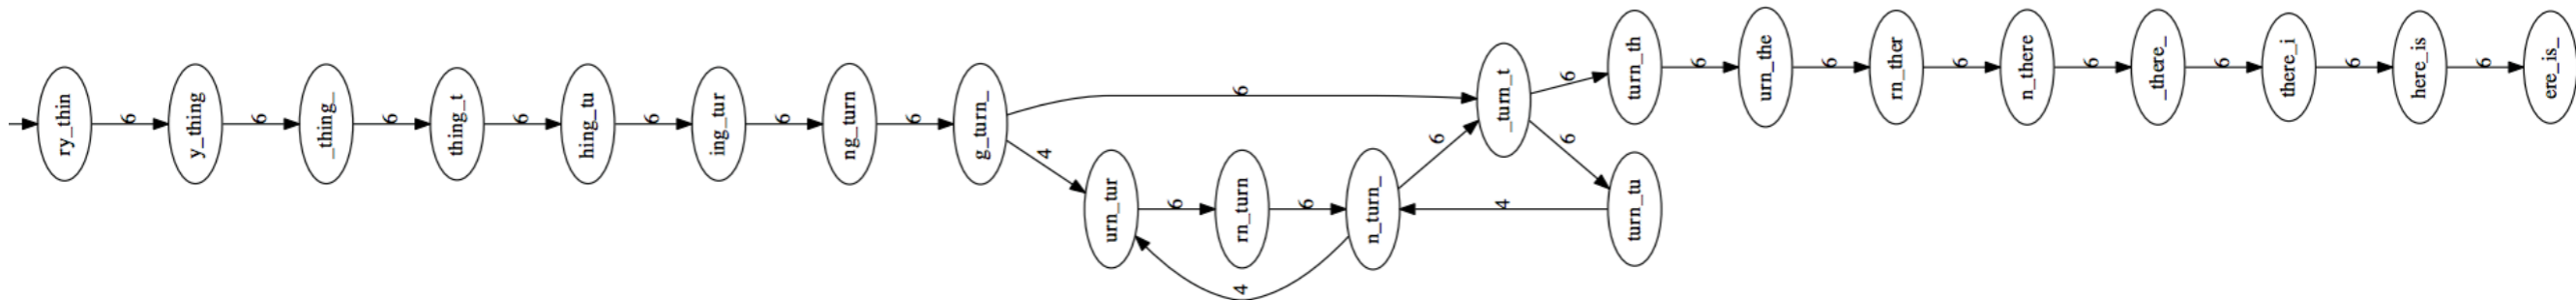 ry_thin
6
y_thing
6
_thing_
6
thing_t
6
hing_tu
6
ing_tur
6
ng_turn
6
g_turn_
6
4
urn_tur
6
rn_turn
6
n_turn_
6
4
_turn_t
6
6
turn_tu
4
turn_th
6
urn_the
6
rn_ther
6
n_there
6
_there_
6
there_i
6
here_is
6
ere_is_